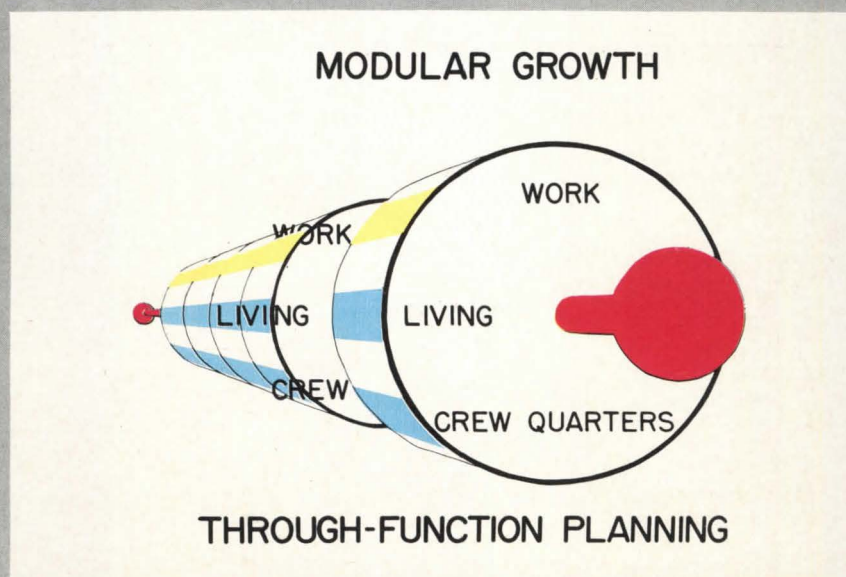 MODULAR GROWTH
WORK
WORK
LIVING
LIVING
CREW
CREW QUARTERS
THROUGH-FUNCTION PLANNING